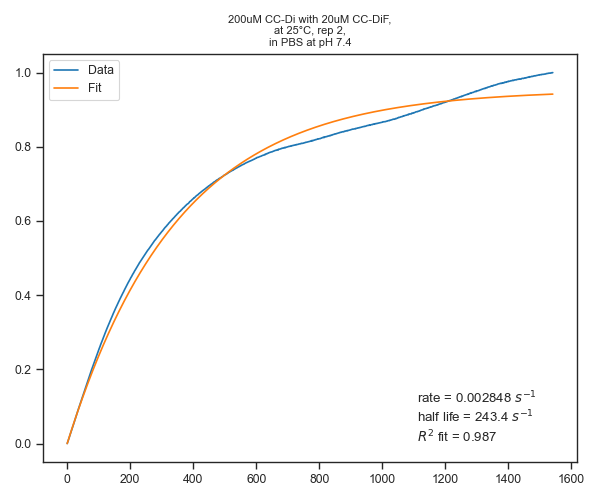 200uM CC-Di with 20uM CC-DiF,
at 25°C, rep 2,
in PBS at pH 7.4
1.0
0.8
0.6
0.4
0.2
0.0
Data
Fit
rate = 0.002848 s⁻¹
half life = 243.4 s⁻¹
R² fit = 0.987
0 200 400 600 800 1000 1200 1400 1600